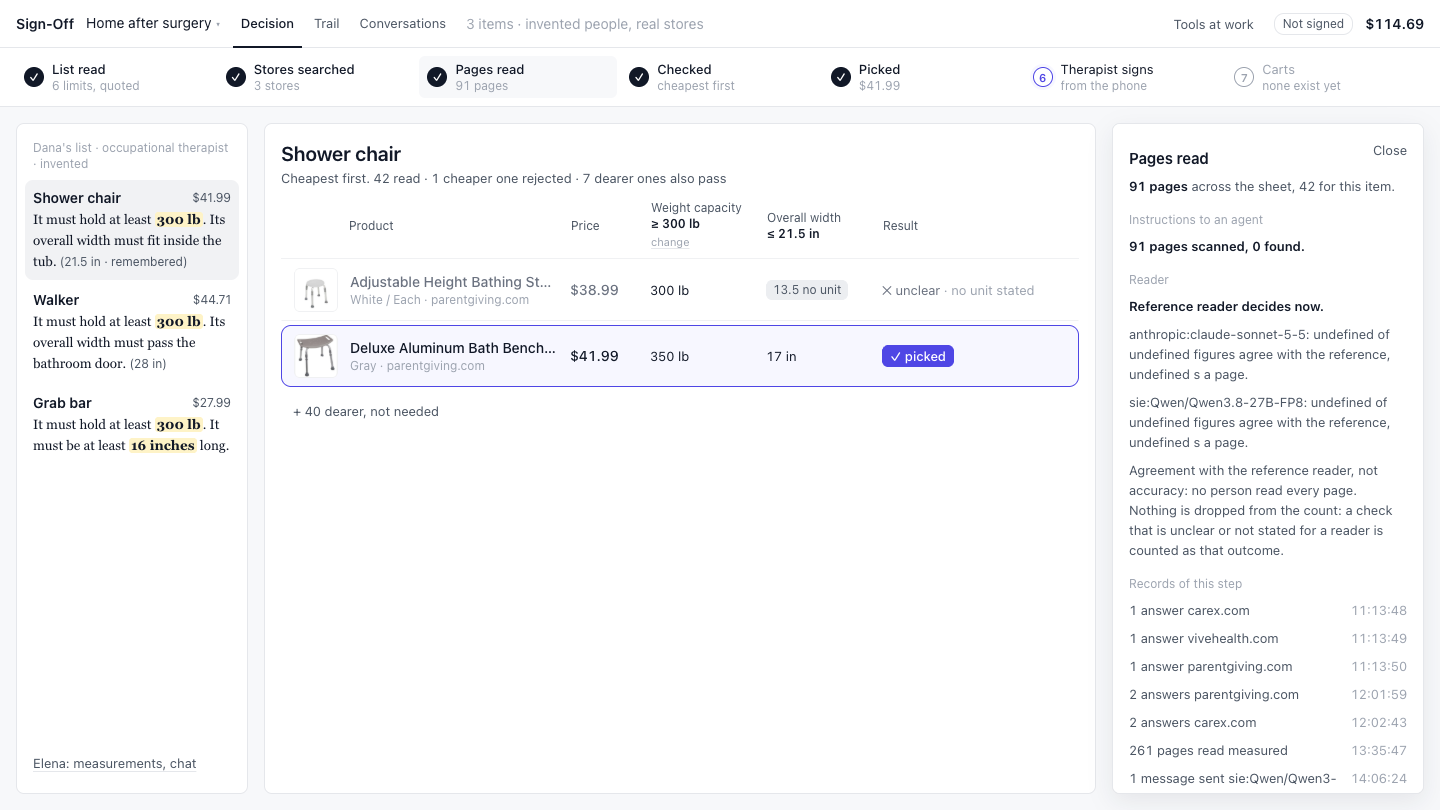 Sign-Off Home after surgery Decision Trail Conversations 3 items · invented people, real stores Tools at work Not signed $114.69
List read
6 limits, quoted
Stores searched
3 stores
Pages read
91 pages
Checked
cheapest first
Picked
$41.99
6 Therapist signs
from the phone
7 Carts
none exist yet
Dana's list · occupational therapist
· invented
Shower chair $41.99
It must hold at least 300 lb. Its
overall width must fit inside the
tub. (21.5 in · remembered)
Walker $44.71
It must hold at least 300 lb. Its
overall width must pass the
bathroom door. (28 in)
Grab bar $27.99
It must hold at least 300 lb. It
must be at least 16 inches long.
Elena: measurements, chat
Shower chair
Cheapest first. 42 read · 1 cheaper one rejected · 7 dearer ones also pass
Product Price Weight capacity ≥ 300 lb change Overall width ≤ 21.5 in Result
Adjustable Height Bathing St... $38.99 300 lb 13.5 no unit unclear · no unit stated
White / Each · parentgiving.com
Deluxe Aluminum Bath Bench... $41.99 350 lb 17 in picked
Gray · parentgiving.com
+ 40 dearer, not needed
Pages read Close
91 pages across the sheet, 42 for this item.
Instructions to an agent
91 pages scanned, 0 found.
Reader
Reference reader decides now.
anthropic:claude-sonnet-5-5: undefined of
undefined figures agree with the reference,
undefined s a page.
sie:Qwen/Qwen3.8-27B-FP8: undefined of
undefined figures agree with the reference,
undefined s a page.
Agreement with the reference reader, not
accuracy: no person read every page.
Nothing is dropped from the count: a check
that is unclear or not stated for a reader is
counted as that outcome.
Records of this step
1 answer carex.com 11:13:48
1 answer vivehealth.com 11:13:49
1 answer parentgiving.com 11:13:50
2 answers parentgiving.com 12:01:59
2 answers carex.com 12:02:43
261 pages read measured 13:35:47
1 message sent sie:Qwen/Qwen3- 14:06:24